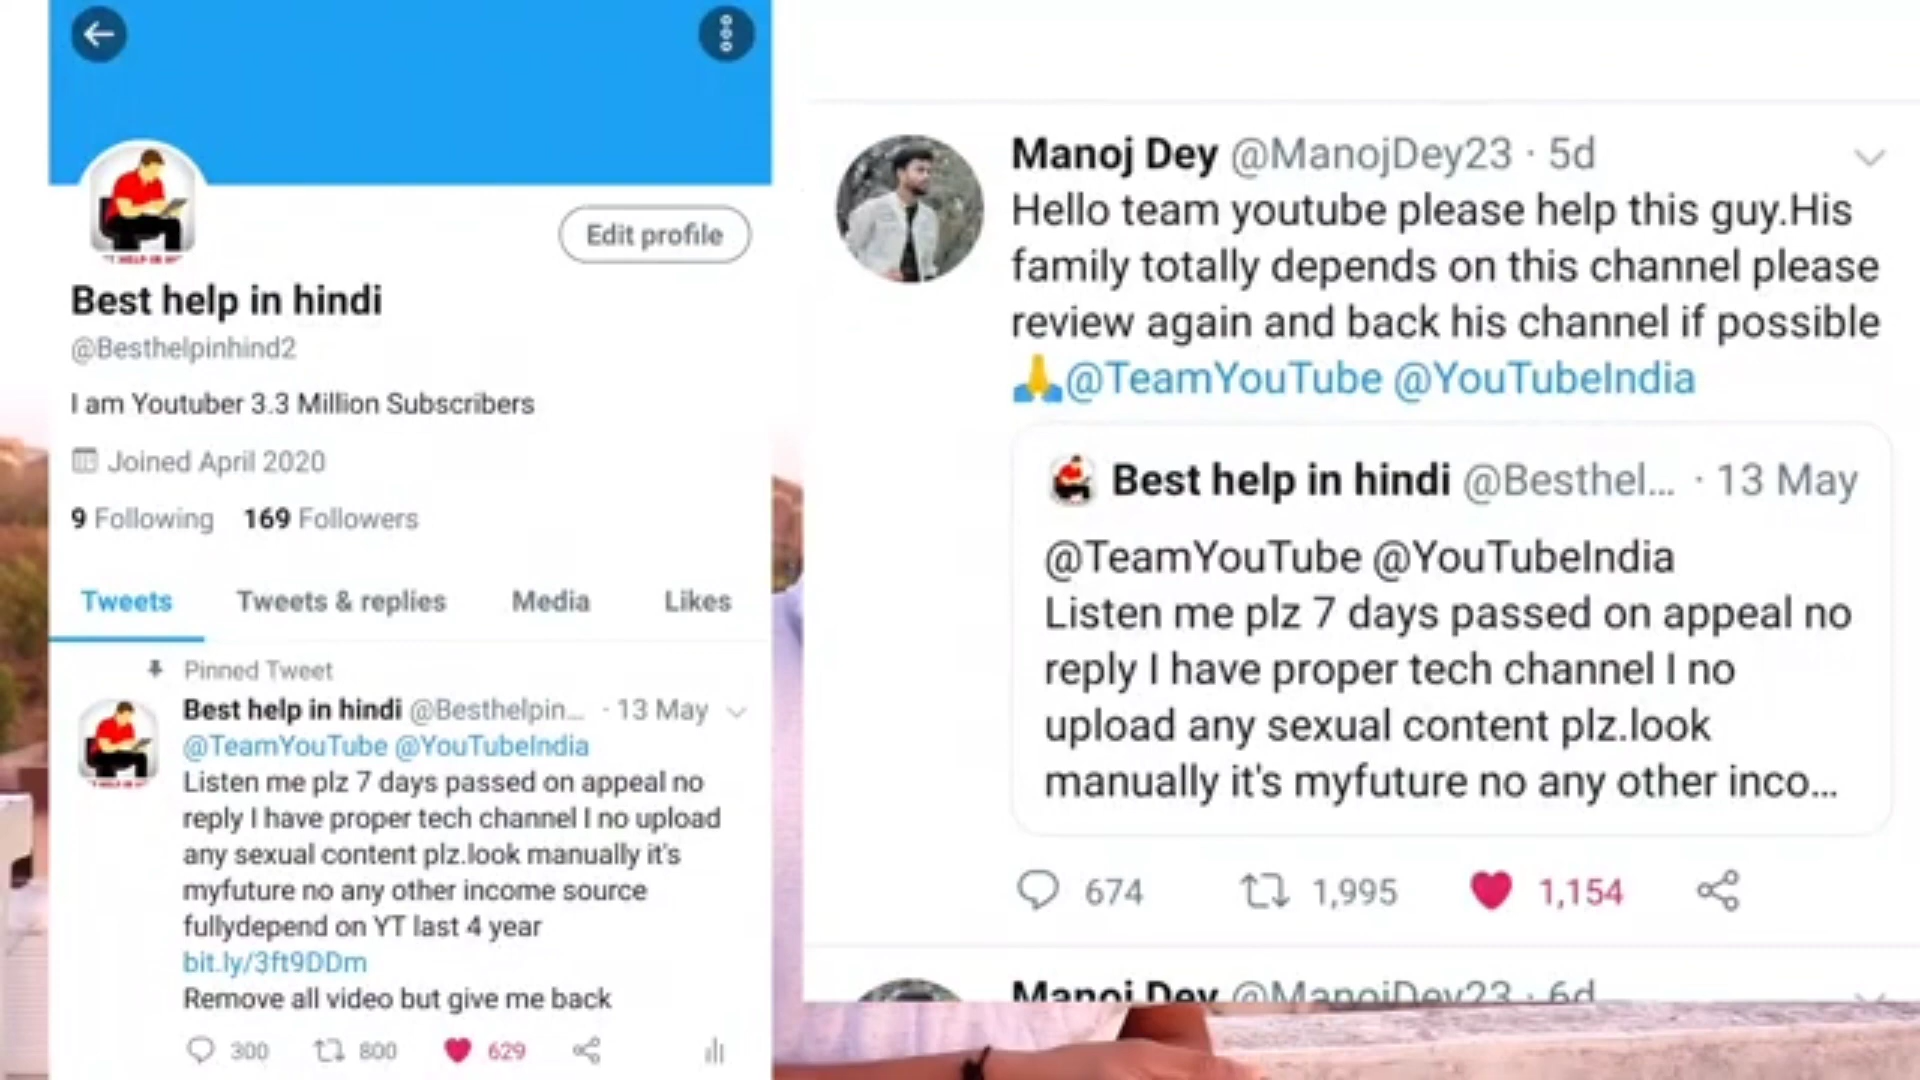 Best help in hindi
@Besthelpinhind2
Edit profile
I am Youtuber 3.3 Million Subscribers
Joined April 2020
9 Following 169 Followers
Tweets Tweets & replies Media Likes
Pinned Tweet
Best help in hindi @Besthelpin... · 13 May
@TeamYouTube @YouTubeIndia
Listen me plz 7 days passed on appeal no
reply I have proper tech channel I no upload
any sexual content plz.look manually it's
myfuture no any other income source
fullydepend on YT last 4 year
bit.ly/3ft9DDm
Remove all video but give me back
300 800 629
Manoj Dey @ManojDey23 · 5d
Hello team youtube please help this guy.His
family totally depends on this channel please
review again and back his channel if possible
🙏@TeamYouTube @YouTubeIndia
Best help in hindi @Besthel... · 13 May
@TeamYouTube @YouTubeIndia
Listen me plz 7 days passed on appeal no
reply I have proper tech channel I no
upload any sexual content plz.look
manually it's myfuture no any other inco...
674 1,995 1,154
Manoj Dey @ManojDey23 · 6d